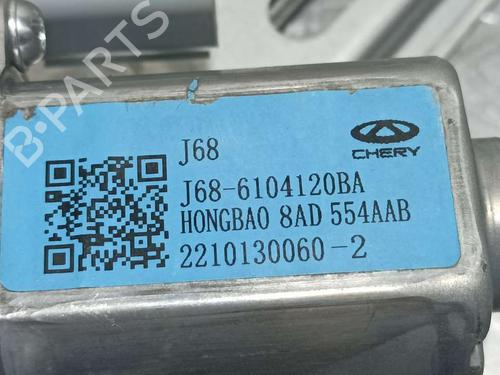 B-PARTS
J68
CHERY
J68-6104120BA
HONGBAO 8AD 554AAB
2210130060-2